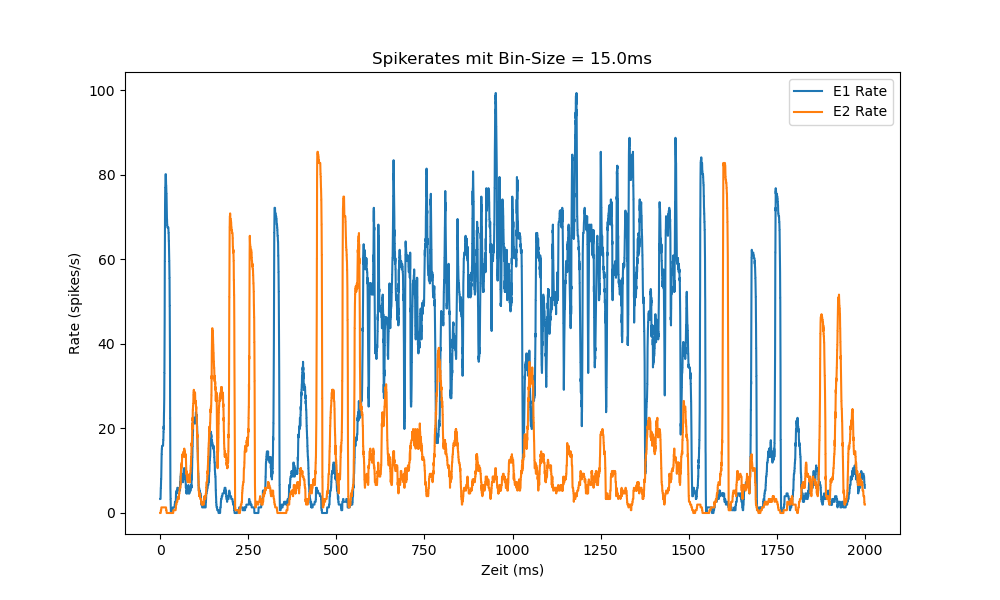 Spikerates mit Bin-Size = 15.0ms
E1 Rate
E2 Rate
Rate (spikes/s)
100
80
60
40
20
0
0 250 500 750 1000 1250 1500 1750 2000
Zeit (ms)